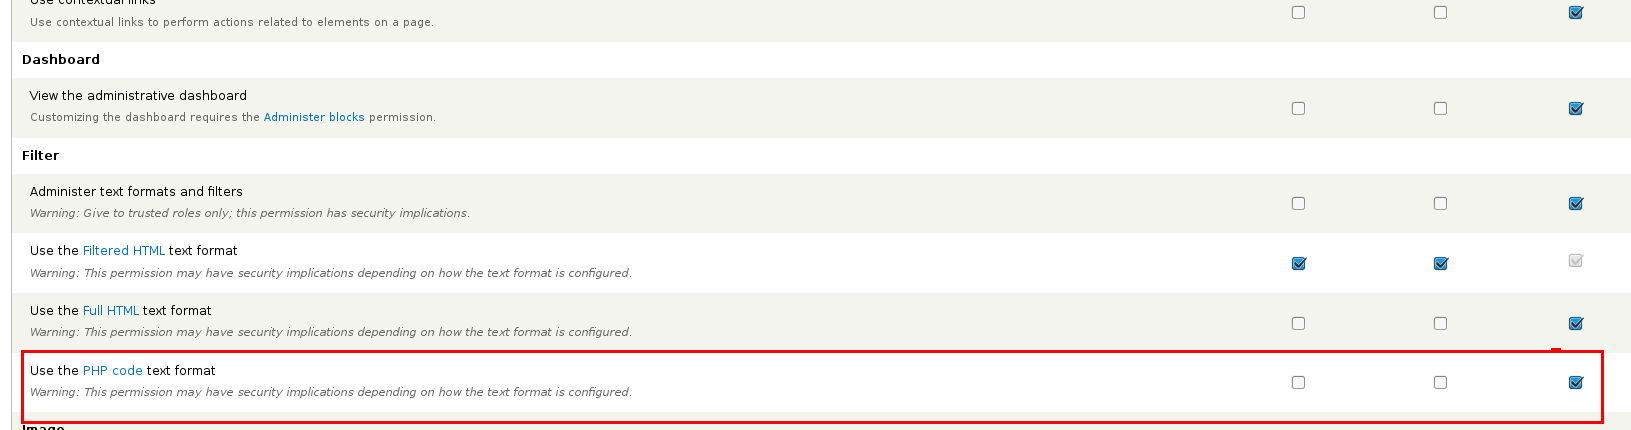 Use contextual links
Use contextual links to perform actions related to elements on a page.
Dashboard
View the administrative dashboard
Customizing the dashboard requires the Administer blocks permission.
Filter
Administer text formats and filters
Warning: Give to trusted roles only; this permission has security implications.
Use the Filtered HTML text format
Warning: This permission may have security implications depending on how the text format is configured.
Use the Full HTML text format
Warning: This permission may have security implications depending on how the text format is configured.
Use the PHP code text format
Warning: This permission may have security implications depending on how the text format is configured.
Image